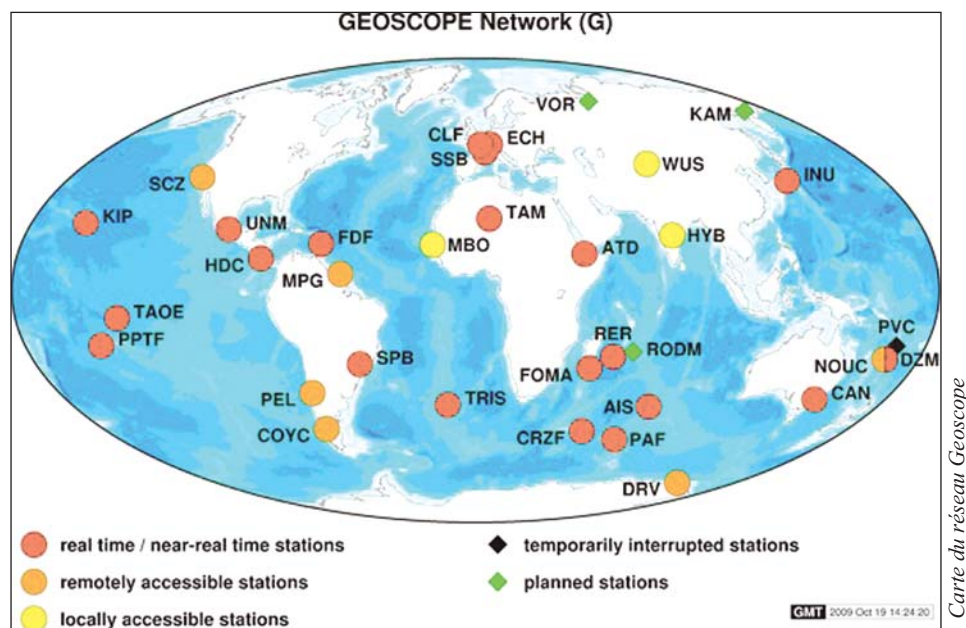 GEOSCOPE Network (G)
VOR
KAM
CLF
ECH
SSB
WUS
SCZ
INU
KIP
UNM
TAM
FDF
MBO
HYB
HDC
ATD
MPG
TAOE
PVC
PPTF
RER
RODM
SPB
NOUC
DZM
FOMA
PEL
TRIS
AIS
CAN
COYC
CRZF
PAF
DRV
real time / near-real time stations
temporarily interrupted stations
remotely accessible stations
planned stations
locally accessible stations
GMT 2009 Oct 19 14:24:20
Carte du réseau Geoscope